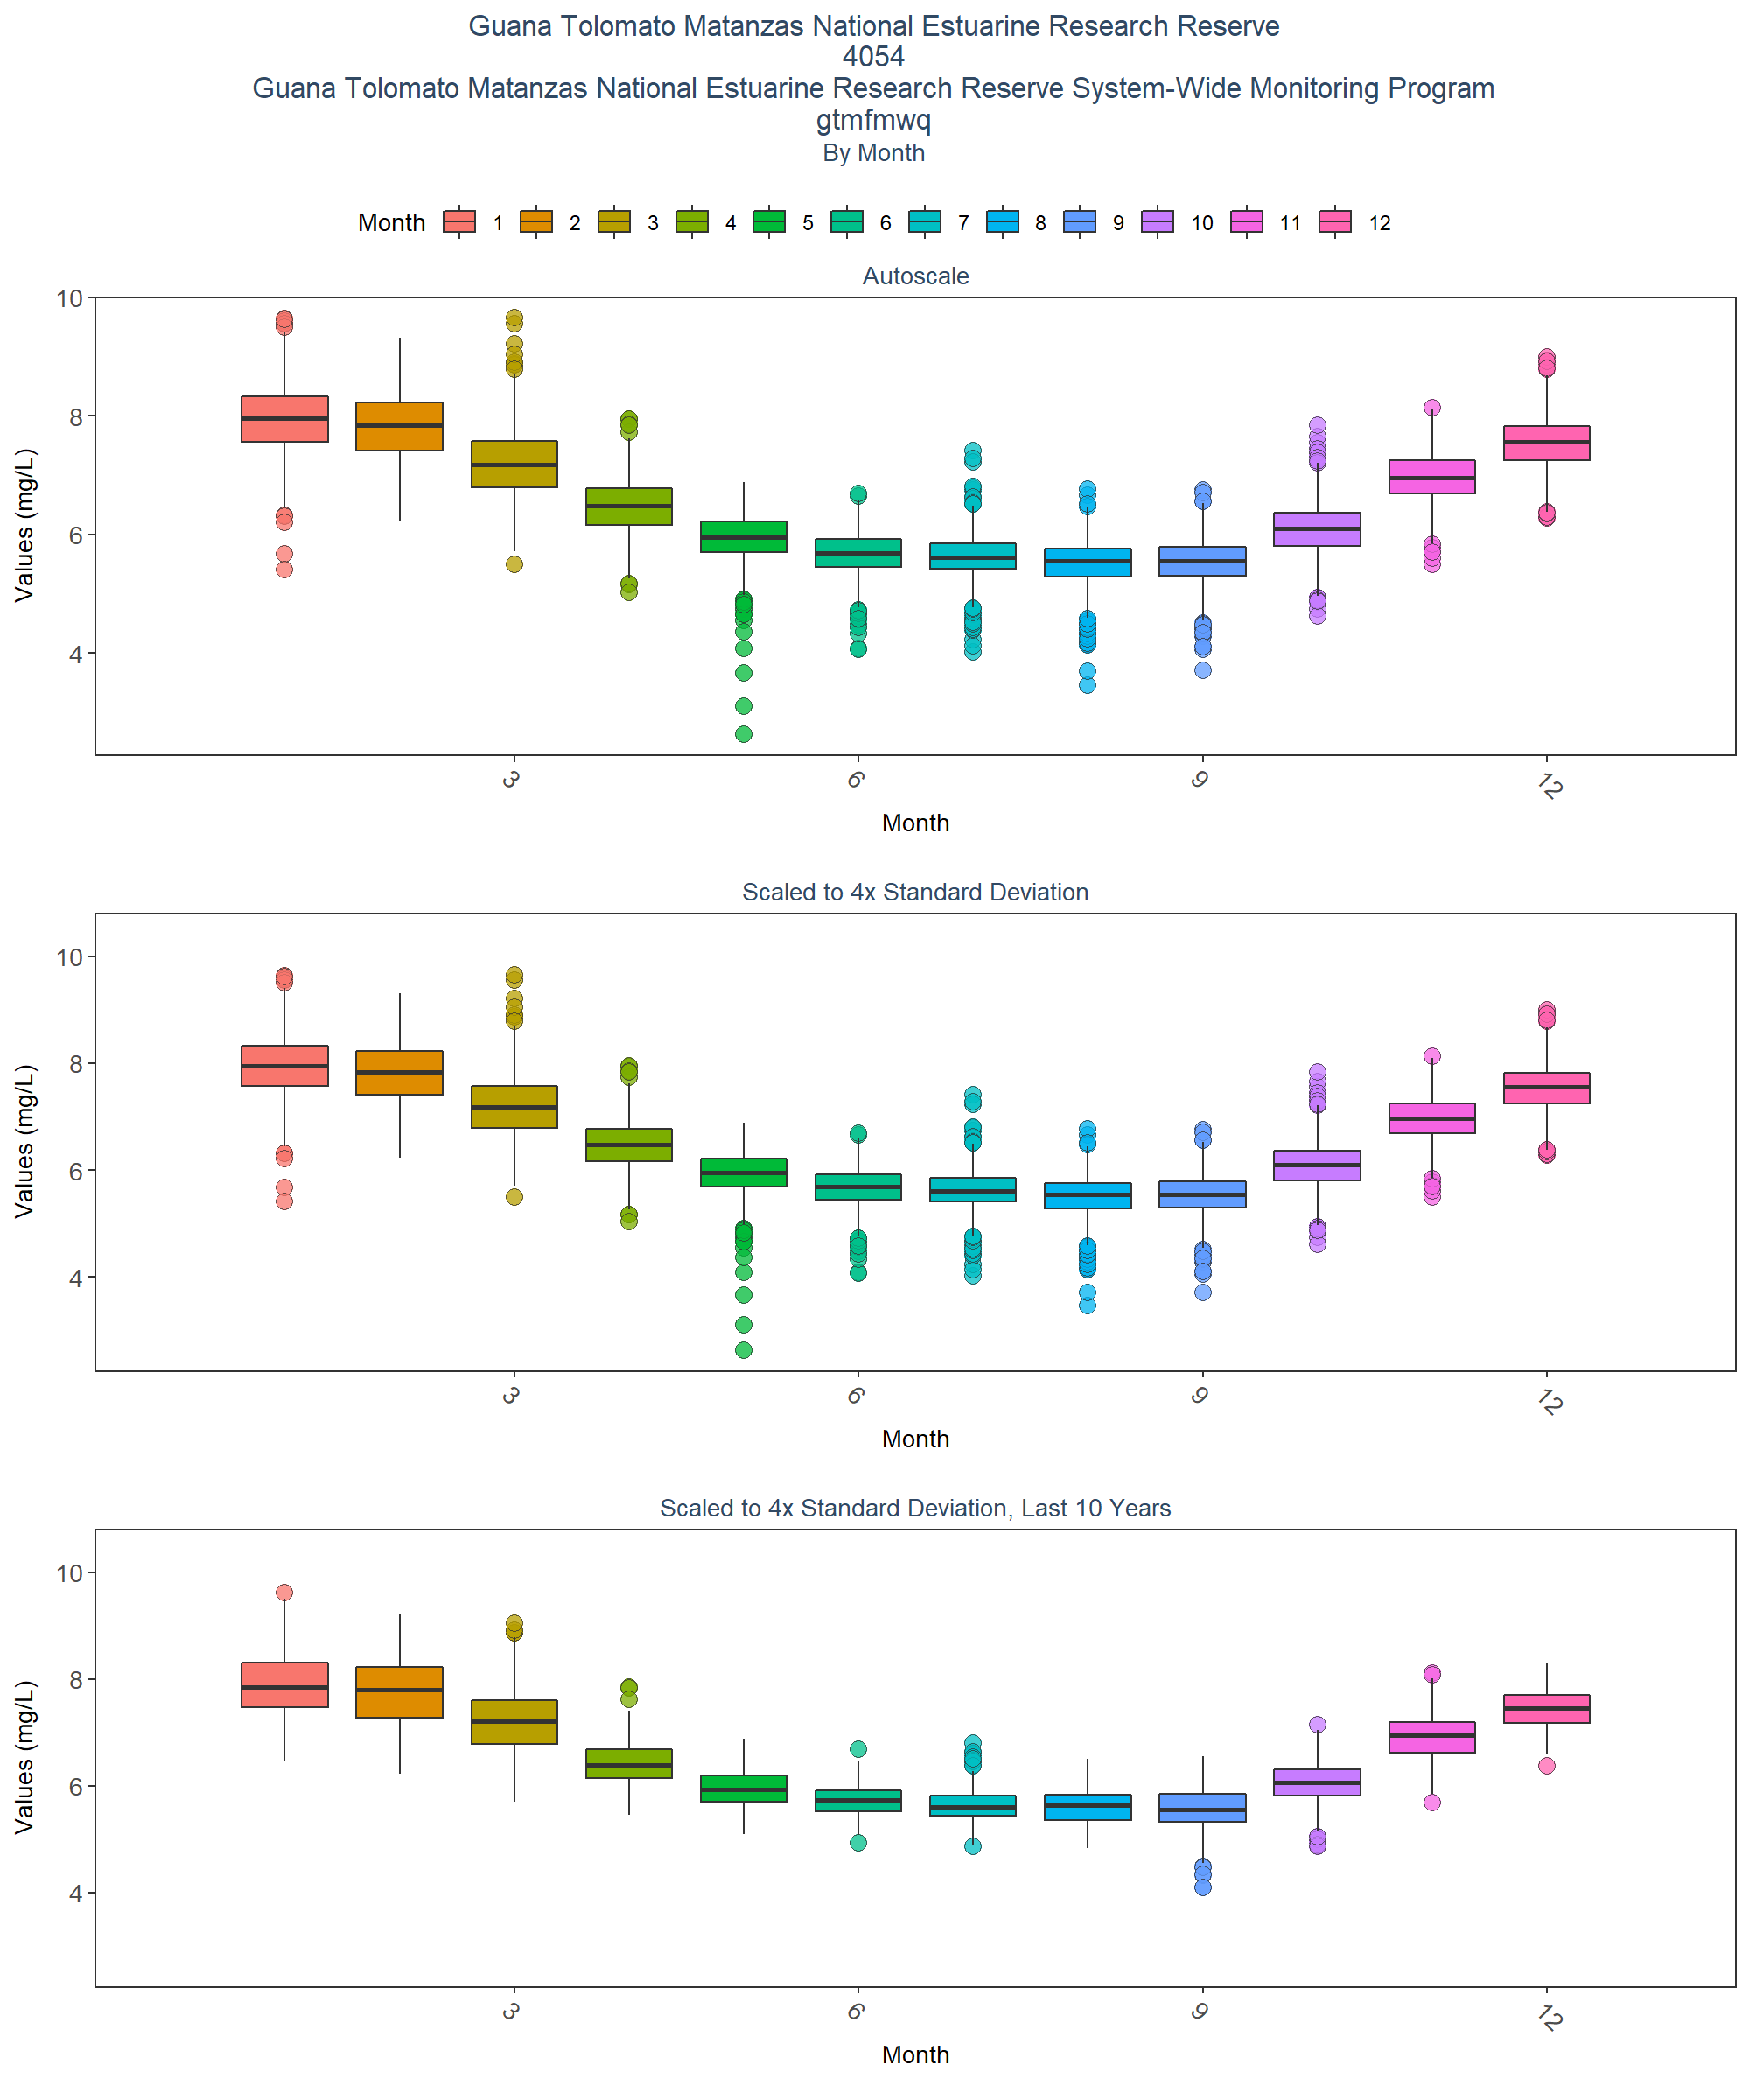 Guana Tolomato Matanzas National Estuarine Research Reserve
4054
Guana Tolomato Matanzas National Estuarine Research Reserve System-Wide Monitoring Program
gtmfmwq
By Month
Month 1 2 3 4 5 6 7 8 9 10 11 12
Autoscale
Values (mg/L)
10
8
6
4
3 6 9 12
Month
Scaled to 4x Standard Deviation
Values (mg/L)
10
8
6
4
3 6 9 12
Month
Scaled to 4x Standard Deviation, Last 10 Years
Values (mg/L)
10
8
6
4
3 6 9 12
Month